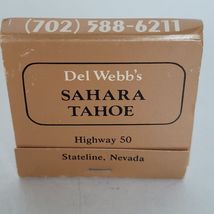 (702) 588-6211
Del Webb's
SAHARA
TAHOE
Highway 50
Stateline, Nevada